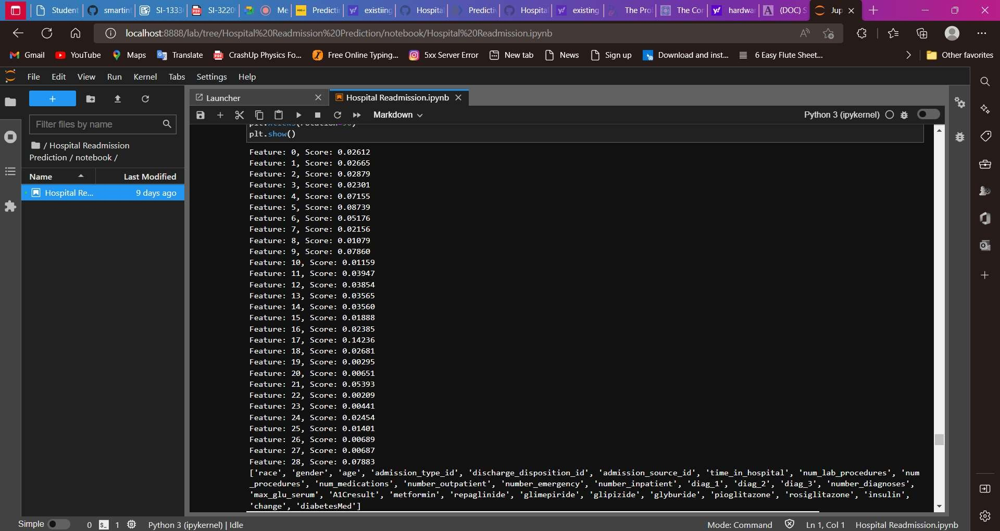 Student
smartint
SI-1333
SI-3220
Me
Predicti
existiing
Hospital
Predictiv
Hospital
existing
The Pro
The Cor
hardwar
(DOC) S
Jup
localhost:8888/lab/tree/Hospital%20Readmission%20Prediction/notebook/Hospital%20Readmission.ipynb
Gmail YouTube Maps Translate CrashUp Physics Fo... Free Online Typing... 5xx Server Error New tab News Sign up Download and inst... 6 Easy Flute Sheet... Other favorites
File Edit View Run Kernel Tabs Settings Help
Launcher Hospital Readmission.ipynb
Markdown Python 3 (ipykernel)
Filter files by name
/ Hospital Readmission
Prediction / notebook /
Name Last Modified
Hospital Re... 9 days ago
plt.show()
Feature: 0, Score: 0.02612
Feature: 1, Score: 0.02665
Feature: 2, Score: 0.02879
Feature: 3, Score: 0.02301
Feature: 4, Score: 0.07155
Feature: 5, Score: 0.08739
Feature: 6, Score: 0.05176
Feature: 7, Score: 0.02156
Feature: 8, Score: 0.01079
Feature: 9, Score: 0.07860
Feature: 10, Score: 0.01159
Feature: 11, Score: 0.03947
Feature: 12, Score: 0.03854
Feature: 13, Score: 0.03565
Feature: 14, Score: 0.03560
Feature: 15, Score: 0.01888
Feature: 16, Score: 0.02385
Feature: 17, Score: 0.14236
Feature: 18, Score: 0.02681
Feature: 19, Score: 0.00295
Feature: 20, Score: 0.00651
Feature: 21, Score: 0.05393
Feature: 22, Score: 0.00209
Feature: 23, Score: 0.00441
Feature: 24, Score: 0.02454
Feature: 25, Score: 0.01401
Feature: 26, Score: 0.00689
Feature: 27, Score: 0.00687
Feature: 28, Score: 0.07883
['race', 'gender', 'age', 'admission_type_id', 'discharge_disposition_id', 'admission_source_id', 'time_in_hospital', 'num_lab_procedures', 'num
_procedures', 'num_medications', 'number_outpatient', 'number_emergency', 'number_inpatient', 'diag_1', 'diag_2', 'diag_3', 'number_diagnoses',
'max_glu_serum', 'A1Cresult', 'metformin', 'repaglinide', 'glimepiride', 'glipizide', 'glyburide', 'pioglitazone', 'rosiglitazone', 'insulin',
'change', 'diabetesMed']
Simple 0 1 Python 3 (ipykernel) | Idle Mode: Command Ln 1, Col 1 Hospital Readmission.ipynb